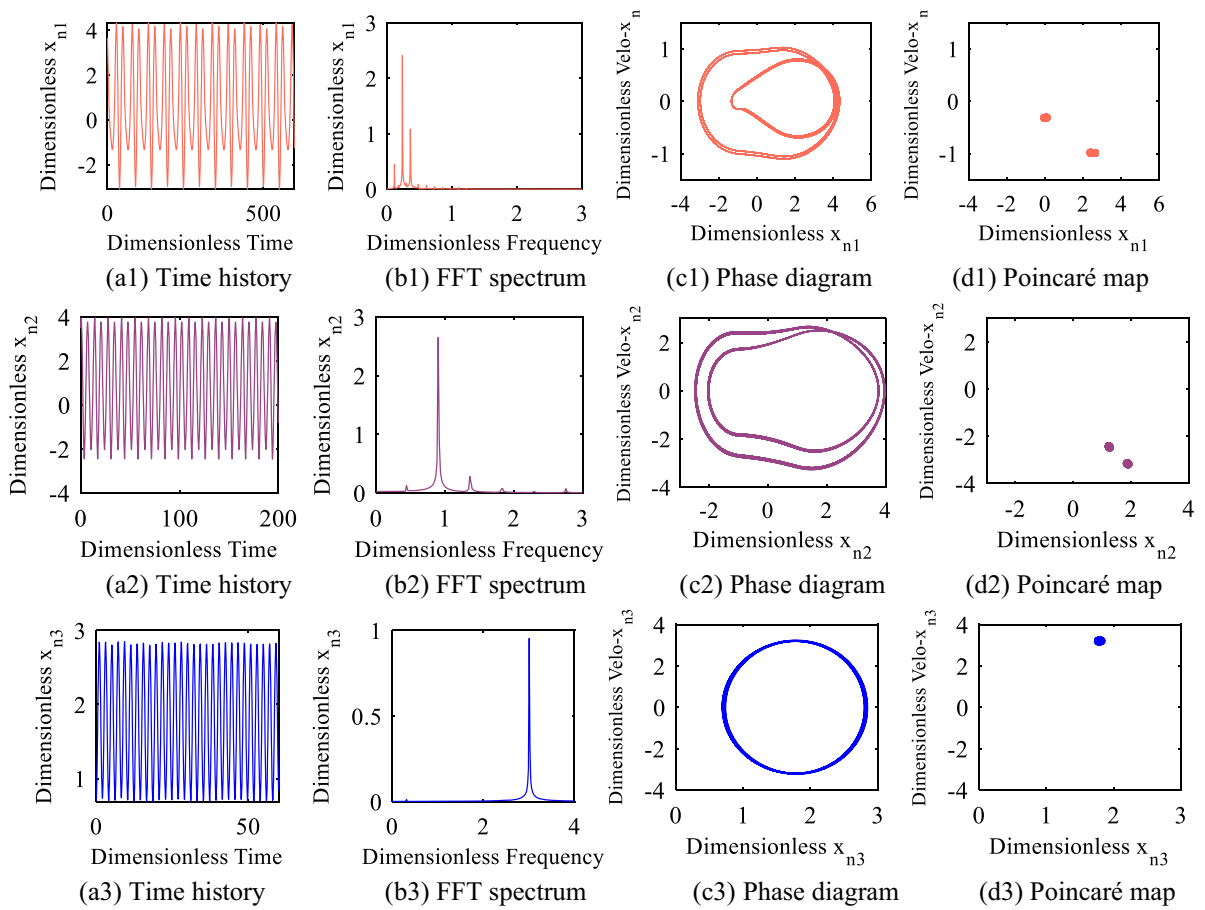 Dimensionless x_n1
4
2
0
-2
0
500
Dimensionless Time
(a1) Time history
Dimensionless x_n1
3
2
1
0
0
1
2
3
Dimensionless Frequency
(b1) FFT spectrum
Dimensionless Velo-x_n
1
0
-1
-4
-2
0
2
4
6
Dimensionless x_n1
(c1) Phase diagram
Dimensionless Velo-x_n
1
0
-1
-4
-2
0
2
4
6
Dimensionless x_n1
(d1) Poincaré map
Dimensionless x_n2
4
2
0
-2
-4
0
100
200
Dimensionless Time
(a2) Time history
Dimensionless x_n2
3
2
1
0
0
1
2
3
Dimensionless Frequency
(b2) FFT spectrum
Dimensionless Velo-x_n2
2
0
-2
-4
-2
0
2
4
Dimensionless x_n2
(c2) Phase diagram
Dimensionless Velo-x_n2
2
0
-2
-4
-2
0
2
4
Dimensionless x_n2
(d2) Poincaré map
Dimensionless x_n3
3
2
1
0
50
Dimensionless Time
(a3) Time history
Dimensionless x_n3
1
0.5
0
0
2
4
Dimensionless Frequency
(b3) FFT spectrum
Dimensionless Velo-x_n3
4
2
0
-2
-4
0
1
2
3
Dimensionless x_n3
(c3) Phase diagram
Dimensionless Velo-x_n3
4
2
0
-2
-4
0
1
2
3
Dimensionless x_n3
(d3) Poincaré map